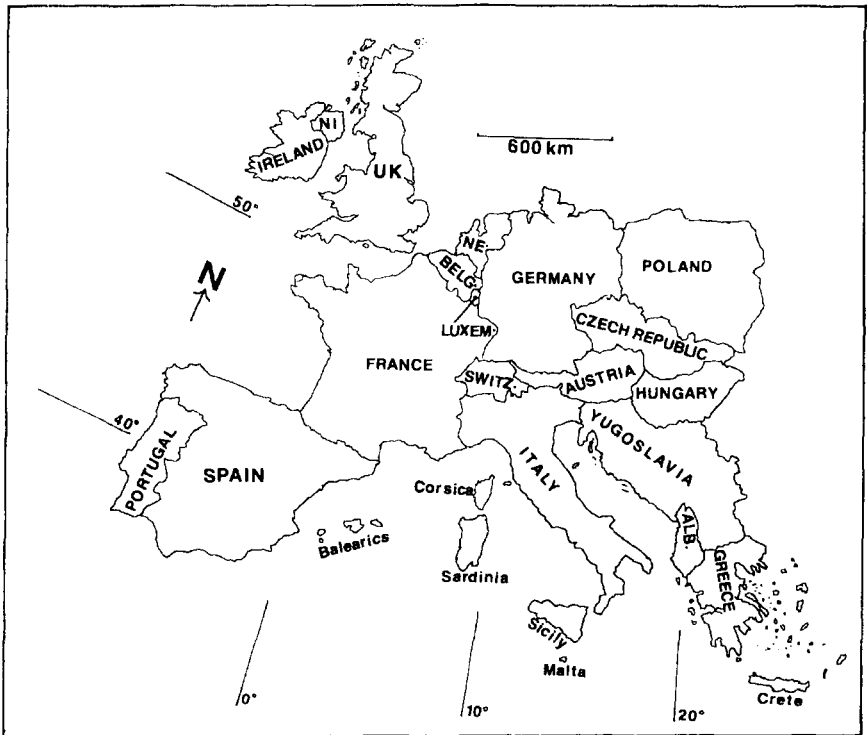 NI
IRELAND
UK
600 km
50°
N
NE
BELG.
GERMANY
POLAND
LUXEM.
CZECH REPUBLIC
FRANCE
SWITZ.
AUSTRIA
HUNGARY
40°
PORTUGAL
SPAIN
ITALY
YUGOSLAVIA
Corsica
Balearics
Sardinia
ALB.
GREECE
Sicily
Malta
Crete
0°
10°
20°